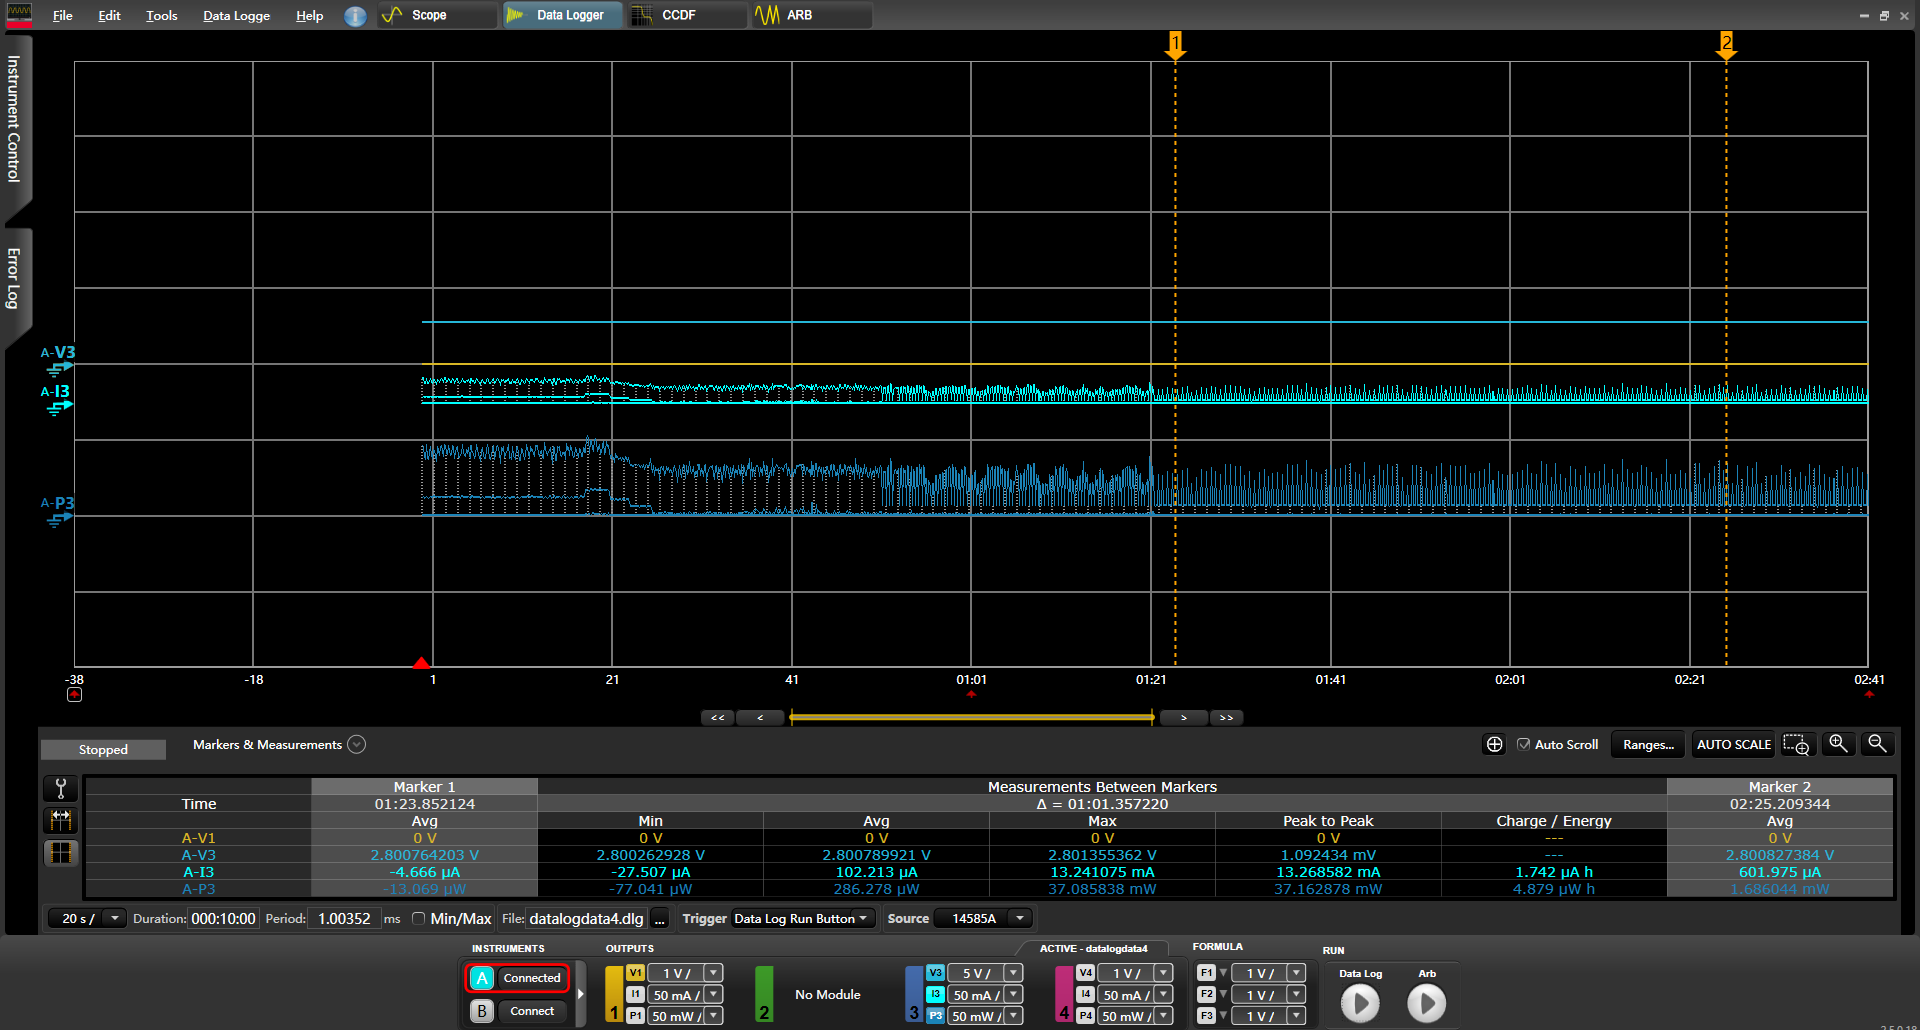 File Edit Tools Data Logge Help i Scope Data Logger CCDF ARB
Instrument Control
Error Log
1 2
A-V3
A-I3
A-P3
-38 -18 1 21 41 01:01 01:21 01:41 02:01 02:21 02:41
<< < > >>
Stopped Markers & Measurements Auto Scroll Ranges... AUTO SCALE
Marker 1 Measurements Between Markers Marker 2
Time 01:23.852124 Δ = 01:01.357220 02:25.209344
Avg Min Avg Max Peak to Peak Charge / Energy Avg
A-V1 0 V 0 V 0 V 0 V 0 V --- 0 V
A-V3 2.800764203 V 2.800262928 V 2.800789921 V 2.801355362 V 1.092434 mV --- 2.800827384 V
A-I3 -4.666 µA -27.507 µA 102.213 µA 13.241075 mA 13.268582 mA 1.742 µA h 601.975 µA
A-P3 -13.069 µW -77.041 µW 286.278 µW 37.085838 mW 37.162878 mW 4.879 µW h 1.686044 mW
20 s / Duration: 000:10:00 Period: 1.00352 ms Min/Max File: datalogdata4.dlg ... Trigger Data Log Run Button Source 14585A
INSTRUMENTS OUTPUTS ACTIVE - datalogdata4 FORMULA RUN
A Connected V1 1 V / V3 5 V / V4 1 V / F1 1 V / Data Log Arb
I1 50 mA / No Module I3 50 mA / I4 50 mA / F2 1 V /
B Connect 1 P1 50 mW / 2 3 P3 50 mW / 4 P4 50 mW / F3 1 V /